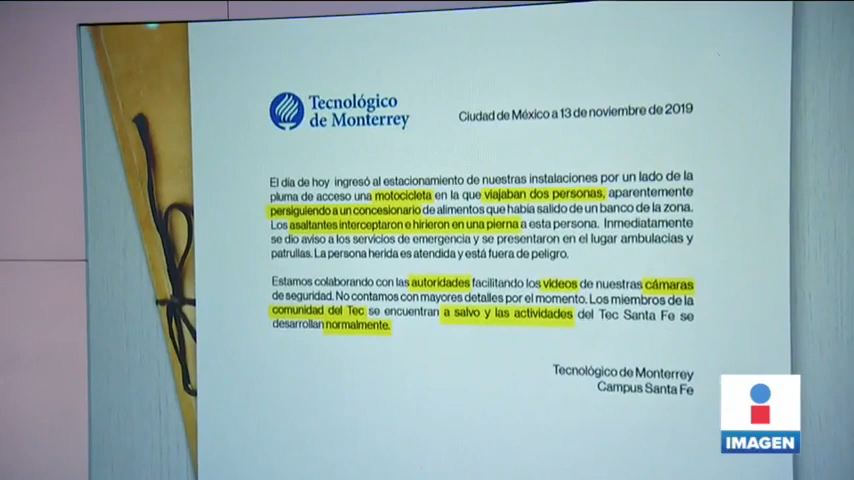 Tecnológico
de Monterrey
Ciudad de México a 13 de noviembre de 2019
El día de hoy ingresó al estacionamiento de nuestras instalaciones por un lado de la
pluma de acceso una motocicleta en la que viajaban dos personas, aparentemente
persiguiendo a un concesionario de alimentos que había salido de un banco de la zona.
Los asaltantes interceptaron e hirieron en una pierna a esta persona. Inmediatamente
se dio aviso a los servicios de emergencia y se presentaron en el lugar ambulacias y
patrullas. La persona herida es atendida y está fuera de peligro.
Estamos colaborando con las autoridades facilitando los videos de nuestras cámaras
de seguridad. No contamos con mayores detalles por el momento. Los miembros de la
comunidad del Tec se encuentran a salvo y las actividades del Tec Santa Fe se
desarrollan normalmente.
Tecnológico de Monterrey
Campus Santa Fe
IMAGEN